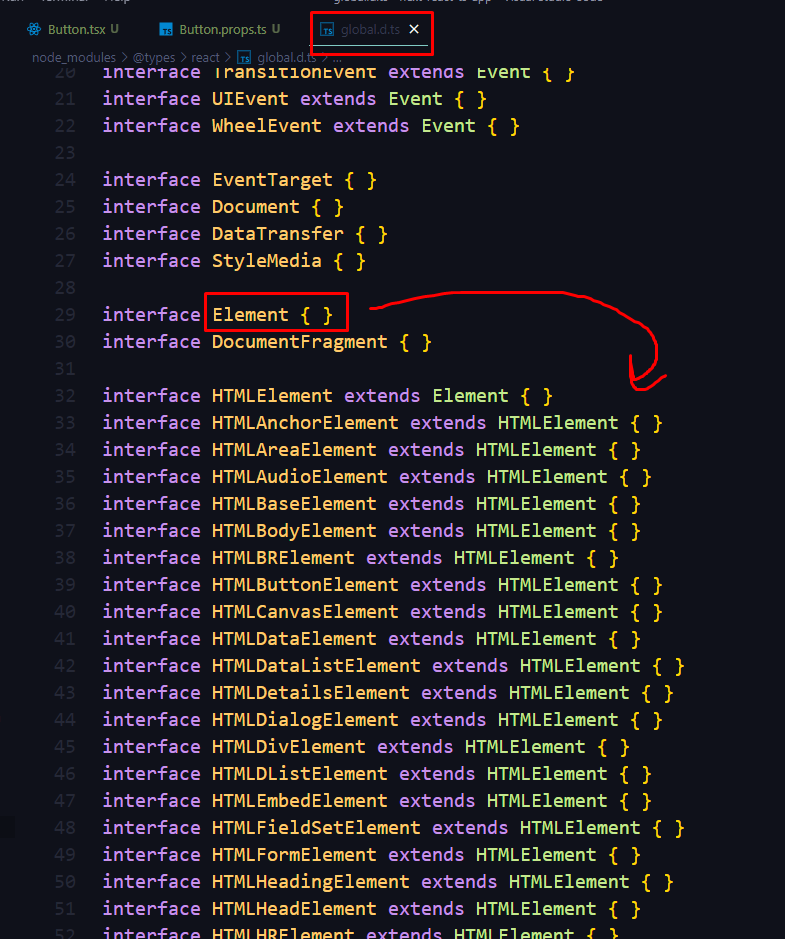 Button.tsx U Button.props.ts U global.d.ts
node_modules > @types > react > global.d.ts > ...
20 interface TransitionEvent extends Event { }
21 interface UIEvent extends Event { }
22 interface WheelEvent extends Event { }
23
24 interface EventTarget { }
25 interface Document { }
26 interface DataTransfer { }
27 interface StyleMedia { }
28
29 interface Element { }
30 interface DocumentFragment { }
31
32 interface HTMLElement extends Element { }
33 interface HTMLAnchorElement extends HTMLElement { }
34 interface HTMLAreaElement extends HTMLElement { }
35 interface HTMLAudioElement extends HTMLElement { }
36 interface HTMLBaseElement extends HTMLElement { }
37 interface HTMLBodyElement extends HTMLElement { }
38 interface HTMLBRElement extends HTMLElement { }
39 interface HTMLButtonElement extends HTMLElement { }
40 interface HTMLCanvasElement extends HTMLElement { }
41 interface HTMLDataElement extends HTMLElement { }
42 interface HTMLDataListElement extends HTMLElement { }
43 interface HTMLDetailsElement extends HTMLElement { }
44 interface HTMLDialogElement extends HTMLElement { }
45 interface HTMLDivElement extends HTMLElement { }
46 interface HTMLDListElement extends HTMLElement { }
47 interface HTMLEmbedElement extends HTMLElement { }
48 interface HTMLFieldSetElement extends HTMLElement { }
49 interface HTMLFormElement extends HTMLElement { }
50 interface HTMLHeadingElement extends HTMLElement { }
51 interface HTMLHeadElement extends HTMLElement { }
52 interface HTMLHRElement extends HTMLElement { }